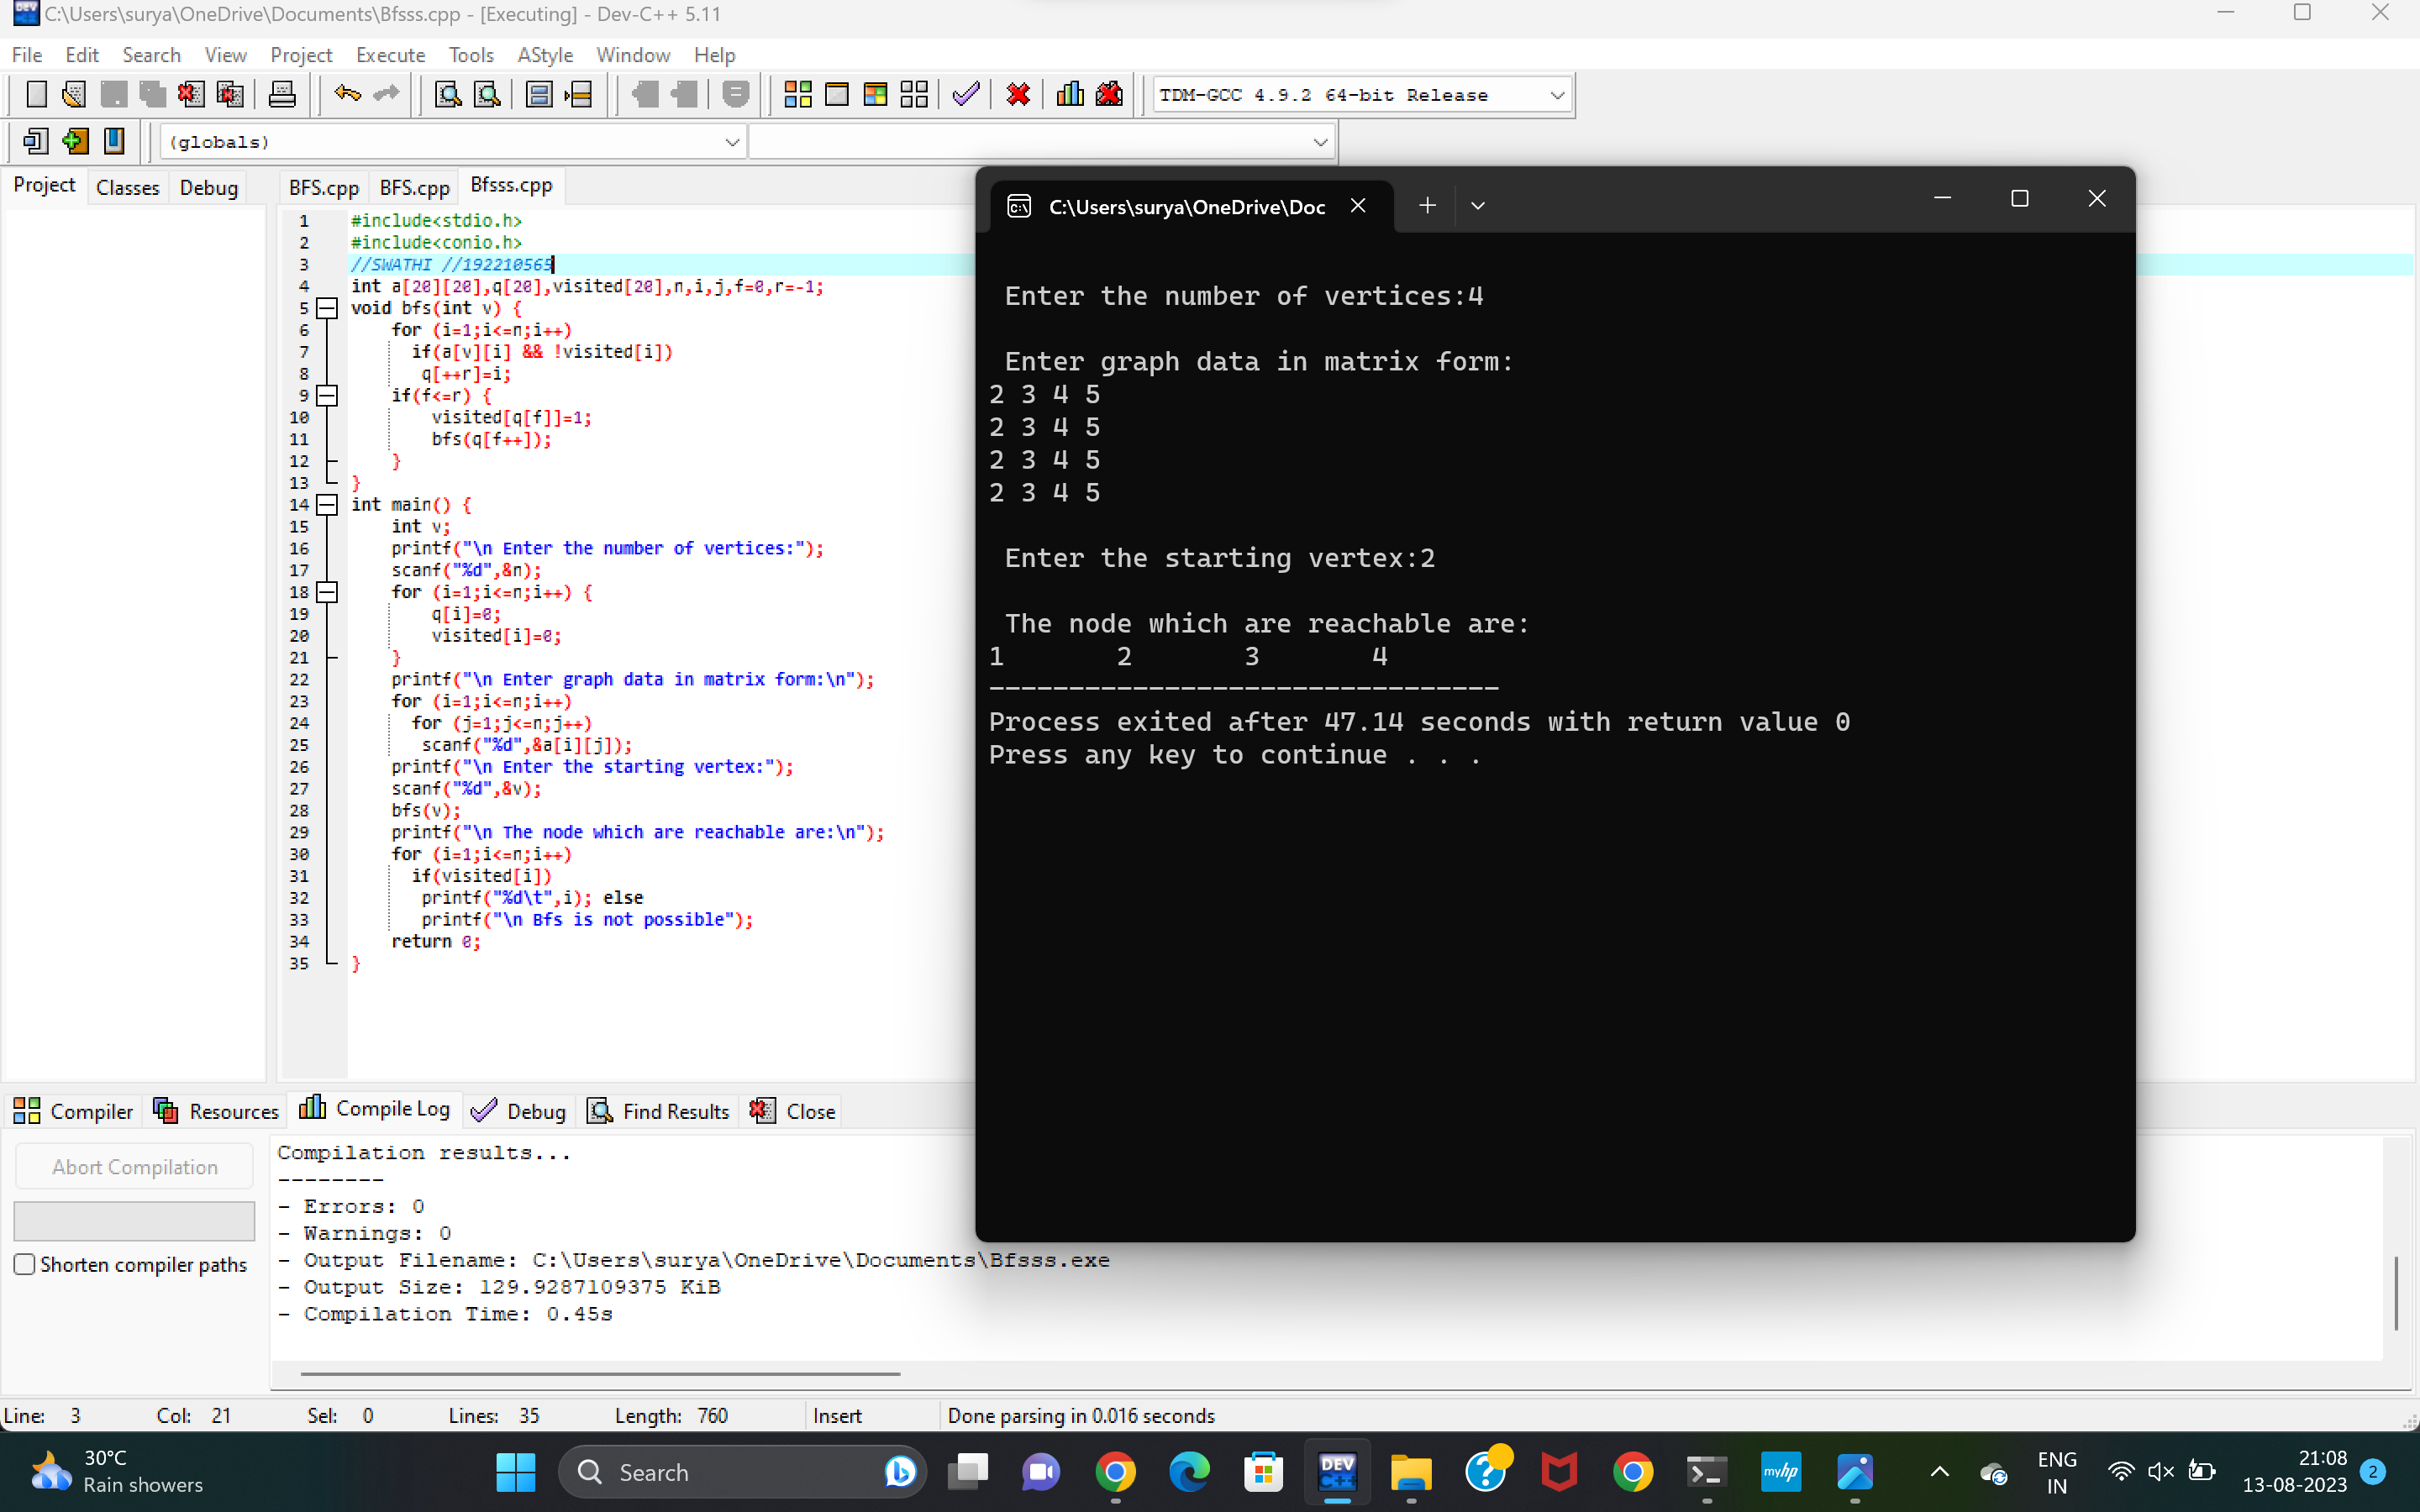 C:\Users\surya\OneDrive\Documents\Bfsss.cpp - [Executing] - Dev-C++ 5.11
File Edit Search View Project Execute Tools AStyle Window Help
TDM-GCC 4.9.2 64-bit Release
(globals)
Project Classes Debug BFS.cpp BFS.cpp Bfsss.cpp
1 #include<stdio.h>
2 #include<conio.h>
3 //SWATHI //192210565
4 int a[20][20],q[20],visited[20],n,i,j,f=0,r=-1;
5 void bfs(int v) {
6 for (i=1;i<=n;i++)
7 if(a[v][i] && !visited[i])
8 q[++r]=i;
9 if(f<=r) {
10 visited[q[f]]=1;
11 bfs(q[f++]);
12 }
13 }
14 int main() {
15 int v;
16 printf("\n Enter the number of vertices:");
17 scanf("%d",&n);
18 for (i=1;i<=n;i++) {
19 q[i]=0;
20 visited[i]=0;
21 }
22 printf("\n Enter graph data in matrix form:\n");
23 for (i=1;i<=n;i++)
24 for (j=1;j<=n;j++)
25 scanf("%d",&a[i][j]);
26 printf("\n Enter the starting vertex:");
27 scanf("%d",&v);
28 bfs(v);
29 printf("\n The node which are reachable are:\n");
30 for (i=1;i<=n;i++)
31 if(visited[i])
32 printf("%d\t",i); else
33 printf("\n Bfs is not possible");
34 return 0;
35 }
C:\Users\surya\OneDrive\Doc
Enter the number of vertices:4
Enter graph data in matrix form:
2 3 4 5
2 3 4 5
2 3 4 5
2 3 4 5
Enter the starting vertex:2
The node which are reachable are:
1 2 3 4
--------------------------------
Process exited after 47.14 seconds with return value 0
Press any key to continue . . .
Compiler Resources Compile Log Debug Find Results Close
Abort Compilation
Shorten compiler paths
Compilation results...
--------
- Errors: 0
- Warnings: 0
- Output Filename: C:\Users\surya\OneDrive\Documents\Bfsss.exe
- Output Size: 129.9287109375 KiB
- Compilation Time: 0.45s
Line: 3 Col: 21 Sel: 0 Lines: 35 Length: 760 Insert Done parsing in 0.016 seconds
30°C
Rain showers
Search
DEV C++
myhp
ENG
IN
21:08
13-08-2023
2